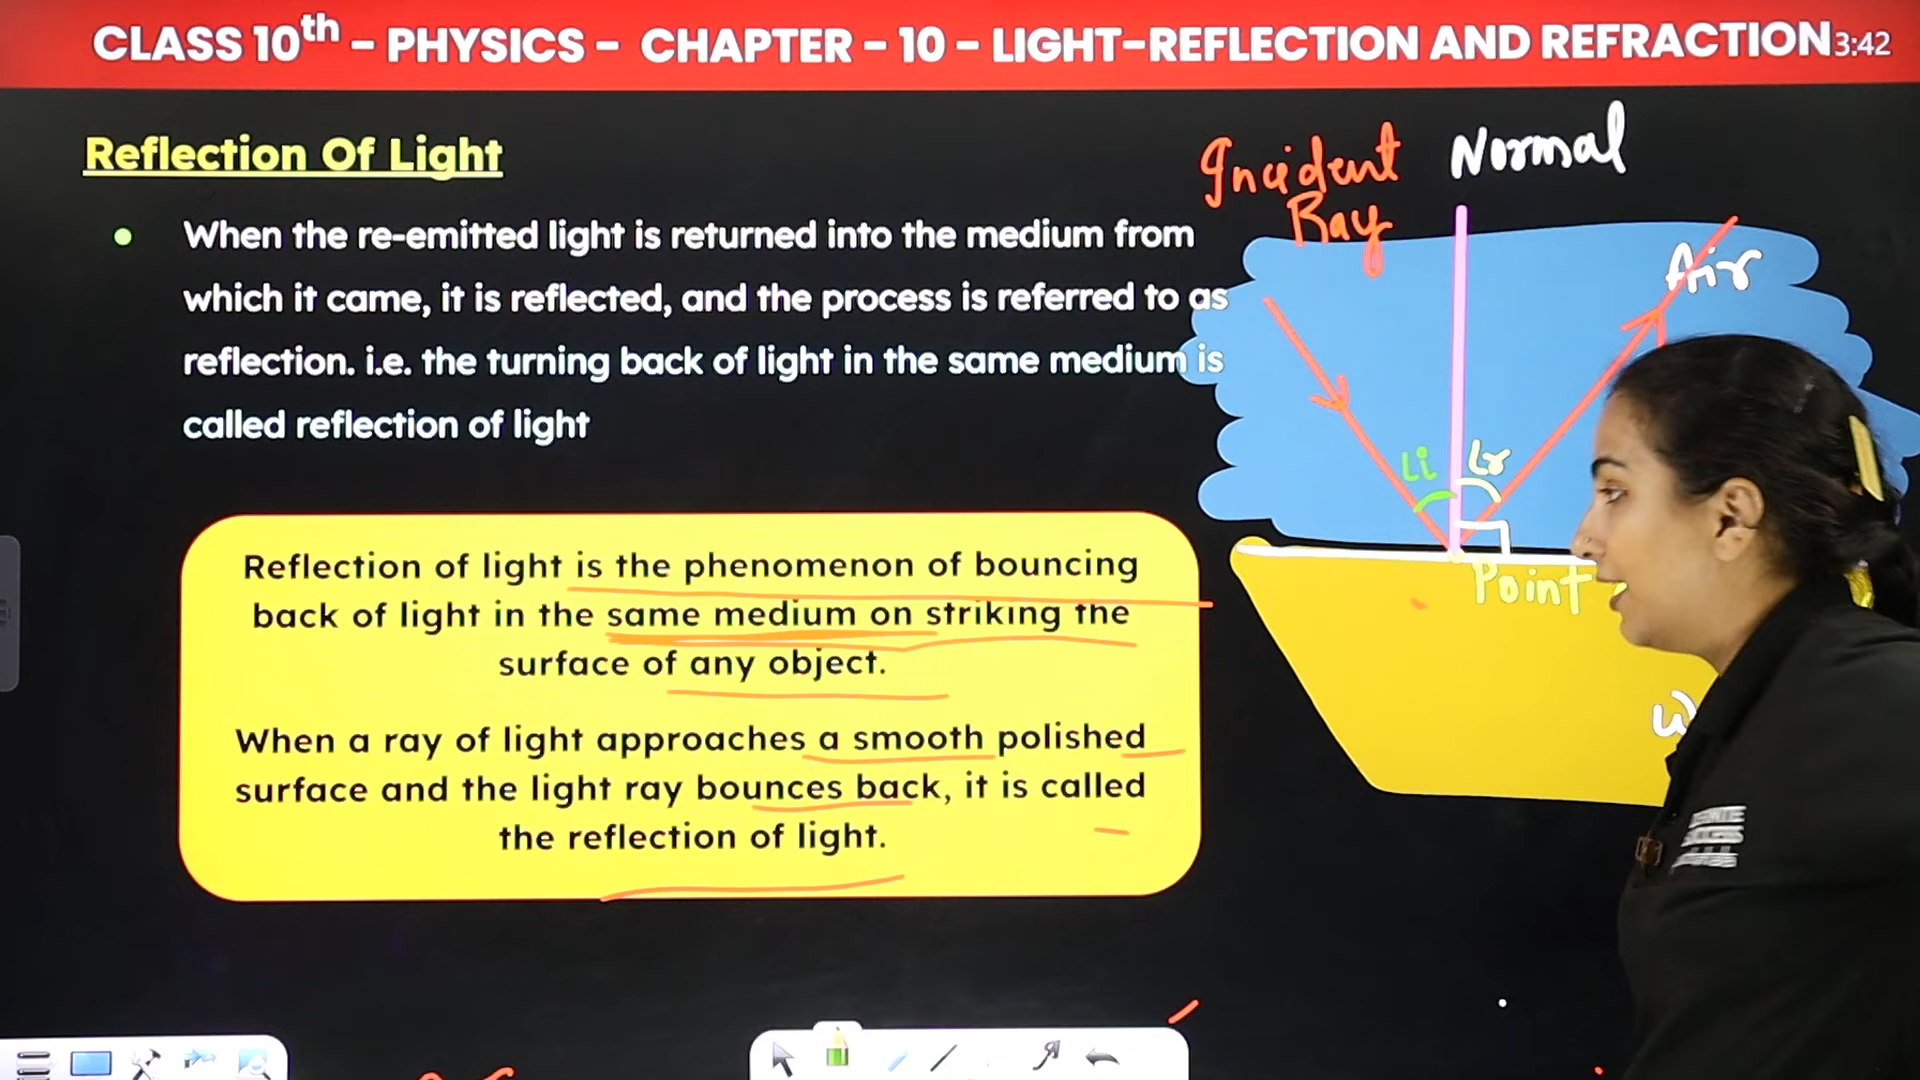 CLASS 10th - PHYSICS - CHAPTER - 10 - LIGHT-REFLECTION AND REFRACTION
3:42
Reflection Of Light
When the re-emitted light is returned into the medium from
which it came, it is reflected, and the process is referred to as
reflection. i.e. the turning back of light in the same medium is
called reflection of light
Reflection of light is the phenomenon of bouncing
back of light in the same medium on striking the
surface of any object.
When a ray of light approaches a smooth polished
surface and the light ray bounces back, it is called
the reflection of light.
Incident
Ray
Normal
Air
∠i
∠r
Point